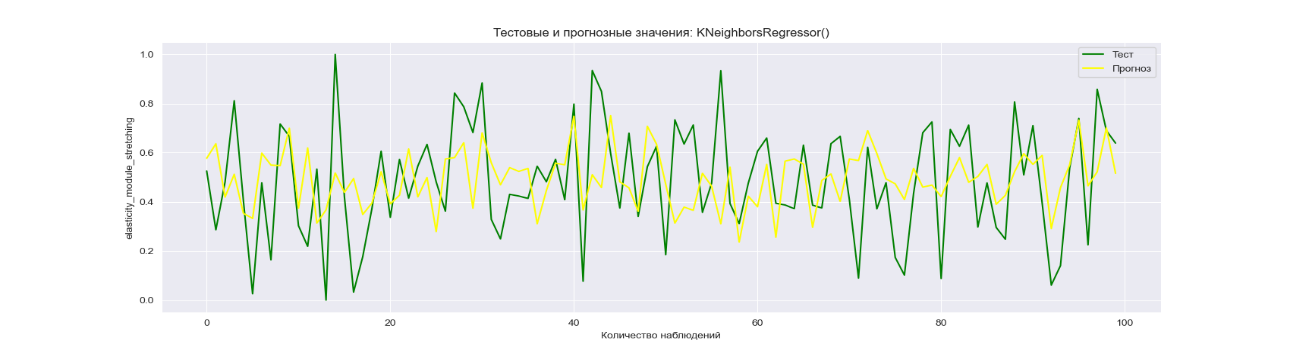 Тестовые и прогнозные значения: KNeighborsRegressor()
Тест
Прогноз
elasticity_module_stretching
1.0
0.8
0.6
0.4
0.2
0.0
0 20 40 60 80 100
Количество наблюдений